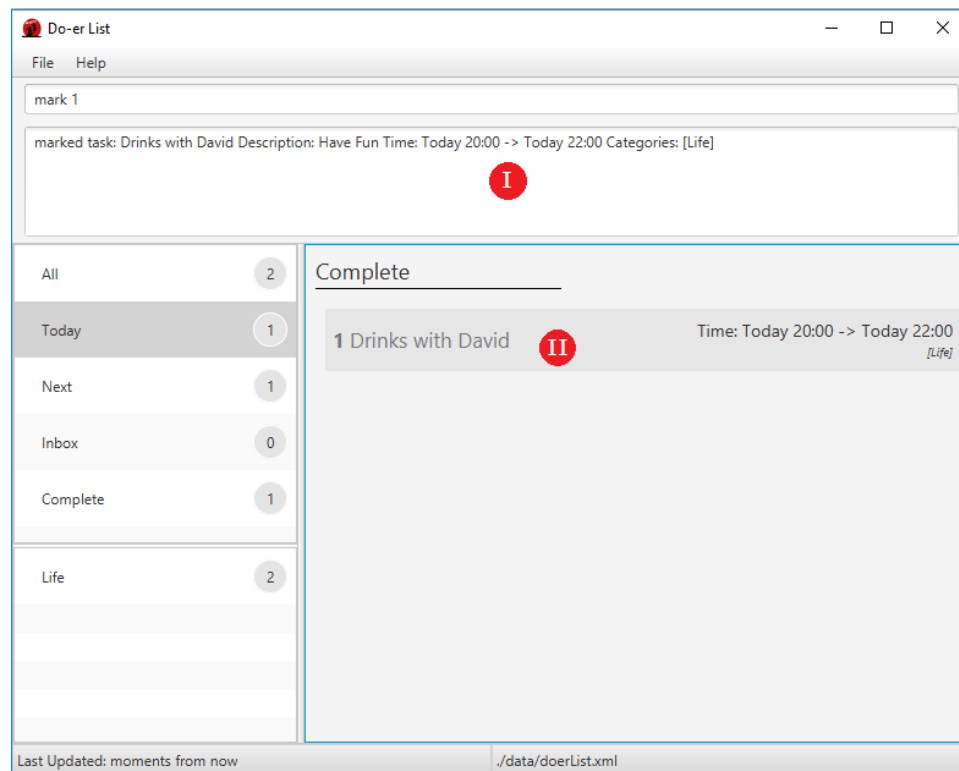 Do-er List
File Help
mark 1
marked task: Drinks with David Description: Have Fun Time: Today 20:00 -> Today 22:00 Categories: [Life]
I
All 2
Today 1
Next 1
Inbox 0
Complete 1
Life 2
Complete
1 Drinks with David
II
Time: Today 20:00 -> Today 22:00
[Life]
Last Updated: moments from now
./data/doerList.xml